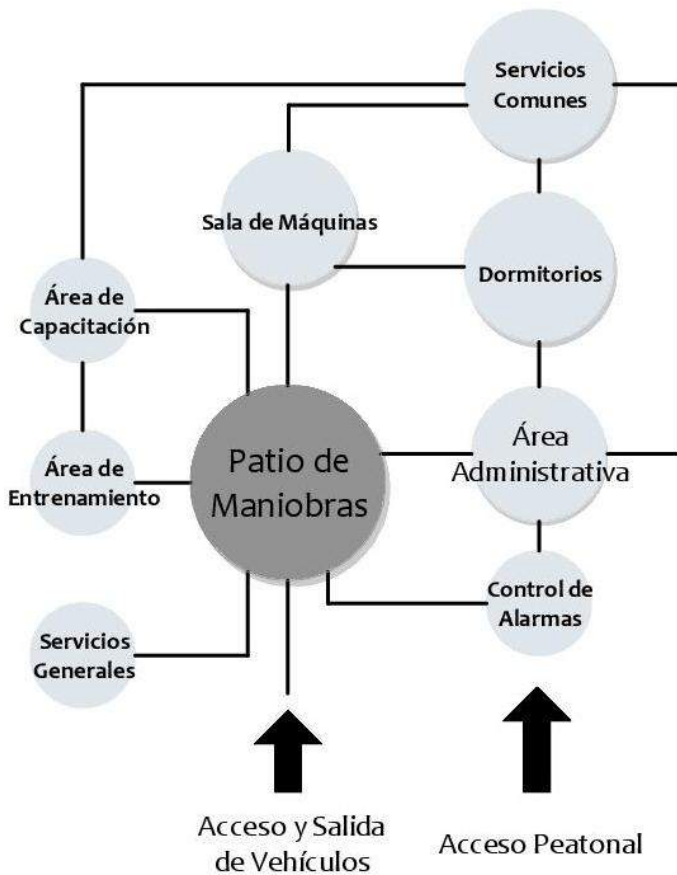 Servicios
Comunes
Sala de Máquinas
Dormitorios
Área de
Capacitación
Área
Administrativa
Patio de
Maniobras
Área de
Entrenamiento
Control de
Alarmas
Servicios
Generales
Acceso y Salida
de Vehículos
Acceso Peatonal